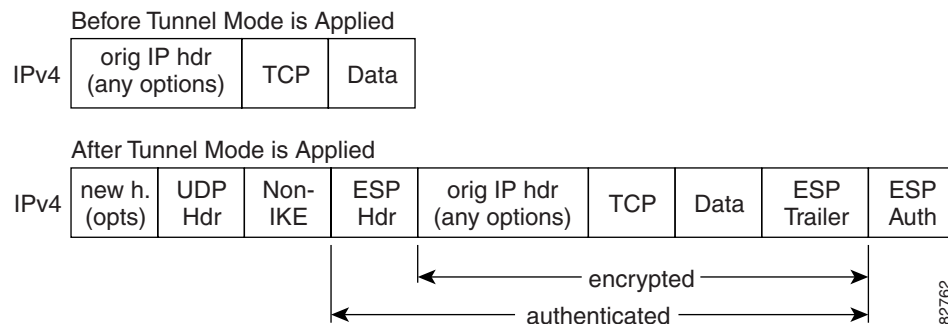 Before Tunnel Mode is Applied
IPv4
orig IP hdr
(any options)
TCP
Data
After Tunnel Mode is Applied
IPv4
new h.
(opts)
UDP
Hdr
Non-
IKE
ESP
Hdr
orig IP hdr
(any options)
TCP
Data
ESP
Trailer
ESP
Auth
encrypted
authenticated
82762